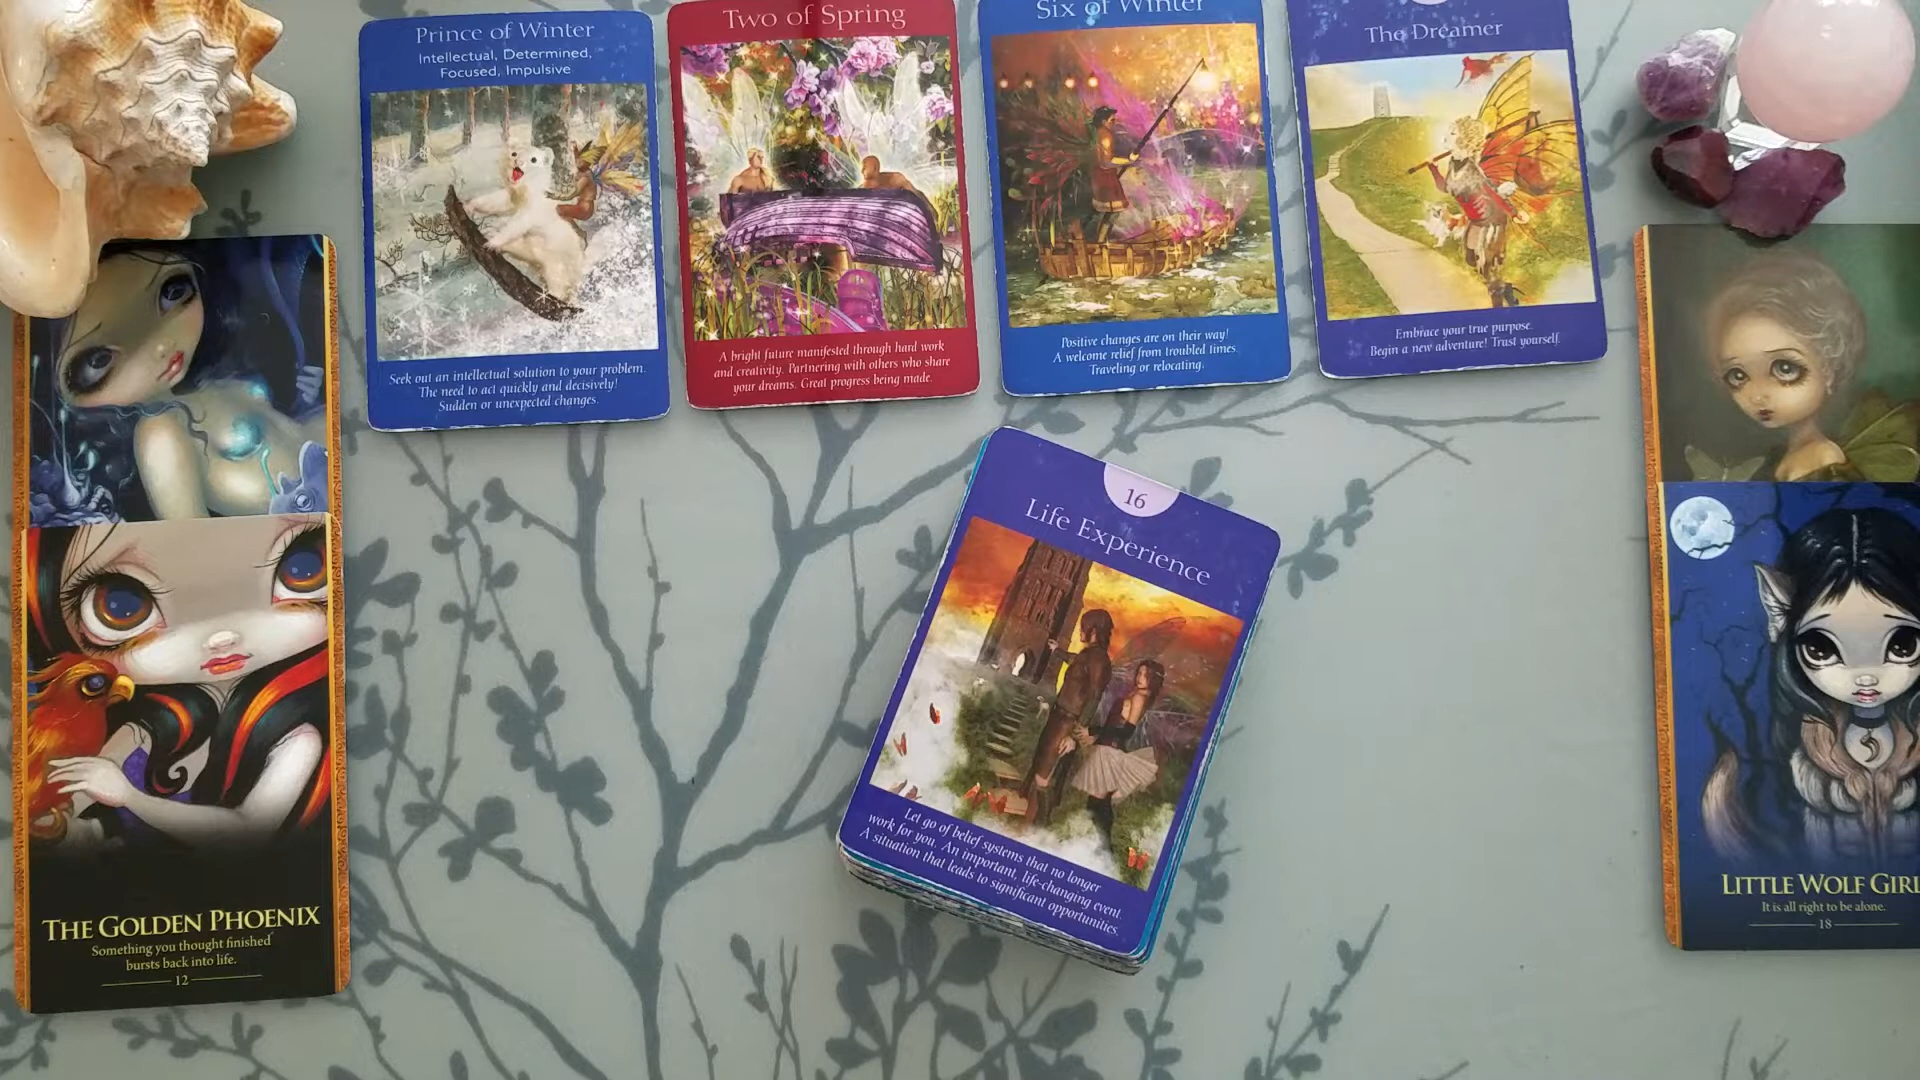 Prince of Winter
Intellectual, Determined,
Focused, Impulsive
Seek out an intellectual solution to your problem.
The need to act quickly and decisively!
Sudden or unexpected changes.
Two of Spring
A bright future manifested through hard work
and creativity. Partnering with others who share
your dreams. Great progress being made.
Six of Winter
Positive changes are on their way!
A welcome relief from troubled times.
Traveling or relocating.
The Dreamer
Embrace your true purpose.
Begin a new adventure! Trust yourself.
16
Life Experience
Let go of belief systems that no longer
work for you. An important, life-changing event.
A situation that leads to significant opportunities.
THE GOLDEN PHOENIX
Something you thought finished
bursts back into life.
12
LITTLE WOLF GIRL
It is all right to be alone.
18